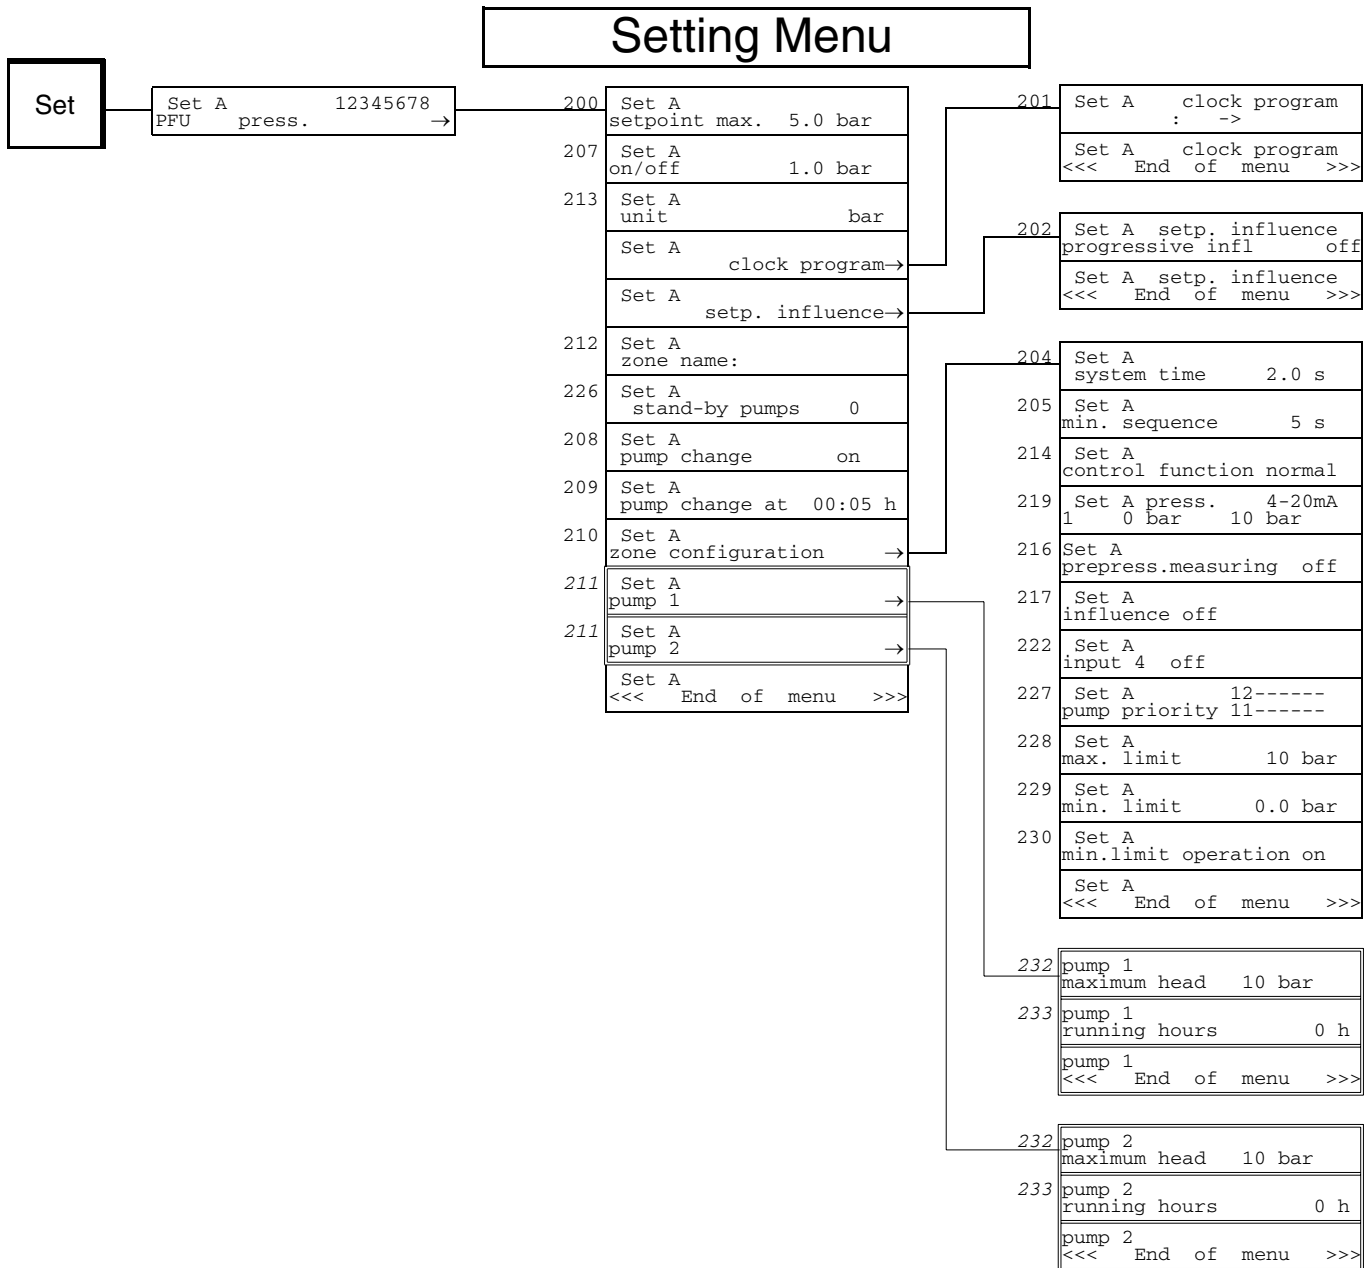 Setting Menu
Set
Set A 12345678
PFU press. →
200 Set A
setpoint max. 5.0 bar
207 Set A
on/off 1.0 bar
213 Set A
unit bar
Set A
clock program→
Set A
setp. influence→
212 Set A
zone name:
226 Set A
stand-by pumps 0
208 Set A
pump change on
209 Set A
pump change at 00:05 h
210 Set A
zone configuration →
211 Set A
pump 1 →
211 Set A
pump 2 →
Set A
<<< End of menu >>>
201 Set A clock program
: ->
Set A clock program
<<< End of menu >>>
202 Set A setp. influence
progressive infl off
Set A setp. influence
<<< End of menu >>>
204 Set A
system time 2.0 s
205 Set A
min. sequence 5 s
214 Set A
control function normal
219 Set A press. 4-20mA
1 0 bar 10 bar
216 Set A
prepress.measuring off
217 Set A
influence off
222 Set A
input 4 off
227 Set A 12------
pump priority 11------
228 Set A
max. limit 10 bar
229 Set A
min. limit 0.0 bar
230 Set A
min.limit operation on
Set A
<<< End of menu >>>
232 pump 1
maximum head 10 bar
233 pump 1
running hours 0 h
pump 1
<<< End of menu >>>
232 pump 2
maximum head 10 bar
233 pump 2
running hours 0 h
pump 2
<<< End of menu >>>